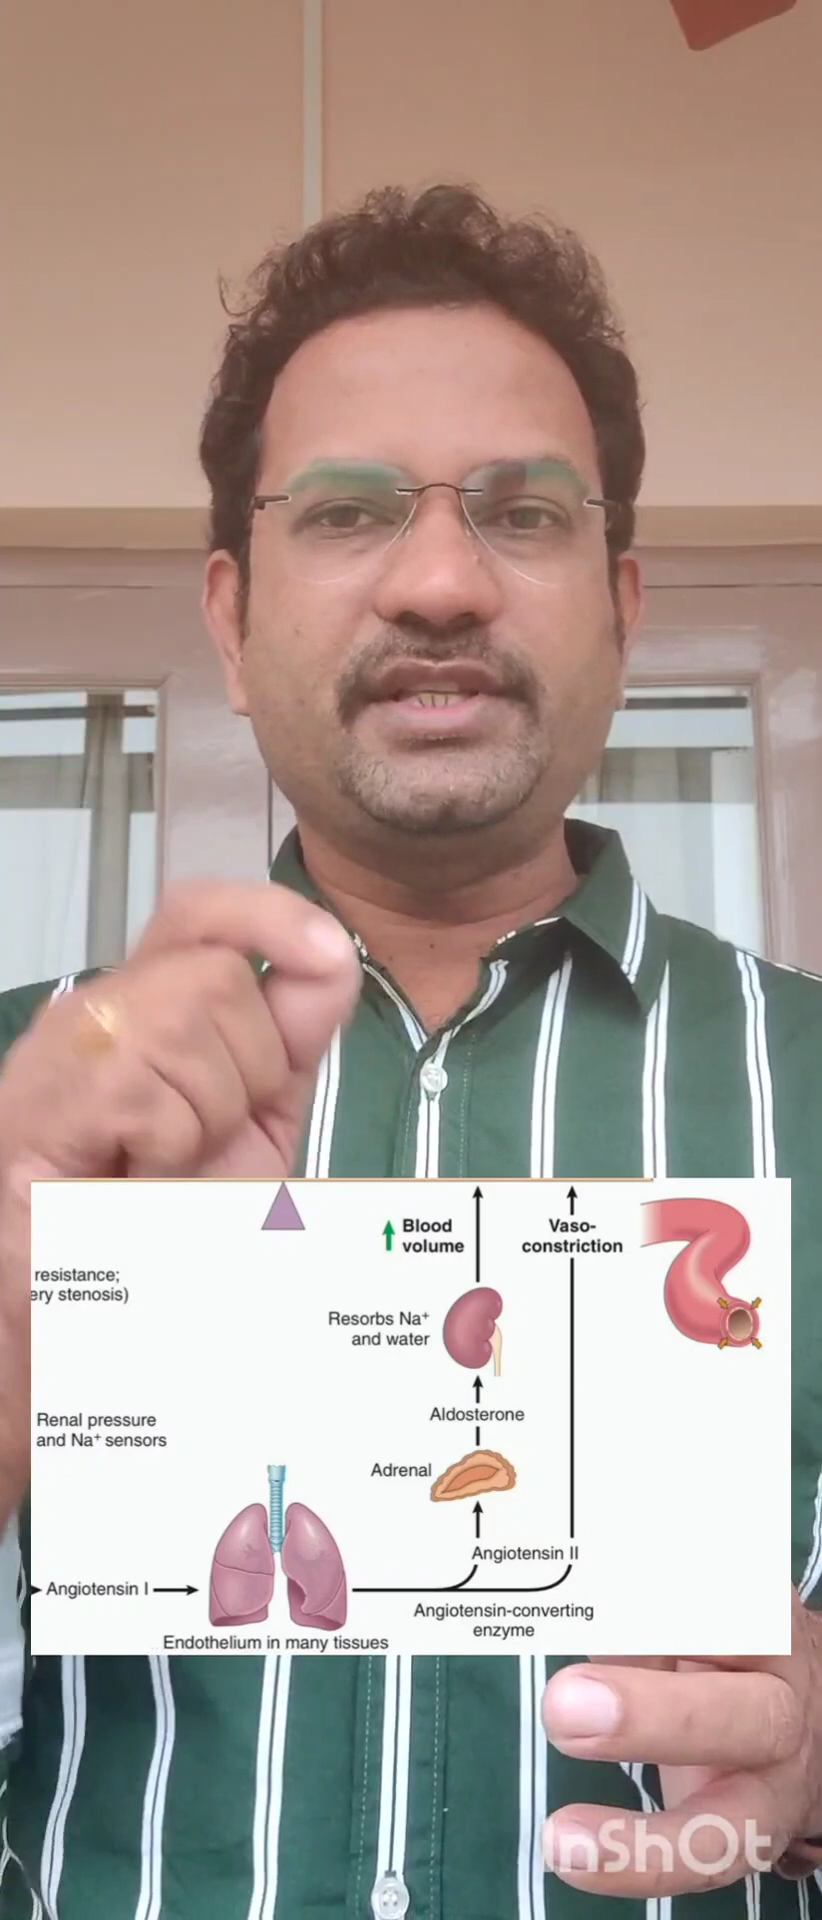 Blood
volume
Vaso-
constriction
resistance;
ery stenosis)
Resorbs Na⁺
and water
Renal pressure
and Na⁺ sensors
Aldosterone
Adrenal
Angiotensin II
Angiotensin I
Angiotensin-converting
enzyme
Endothelium in many tissues
InShOt